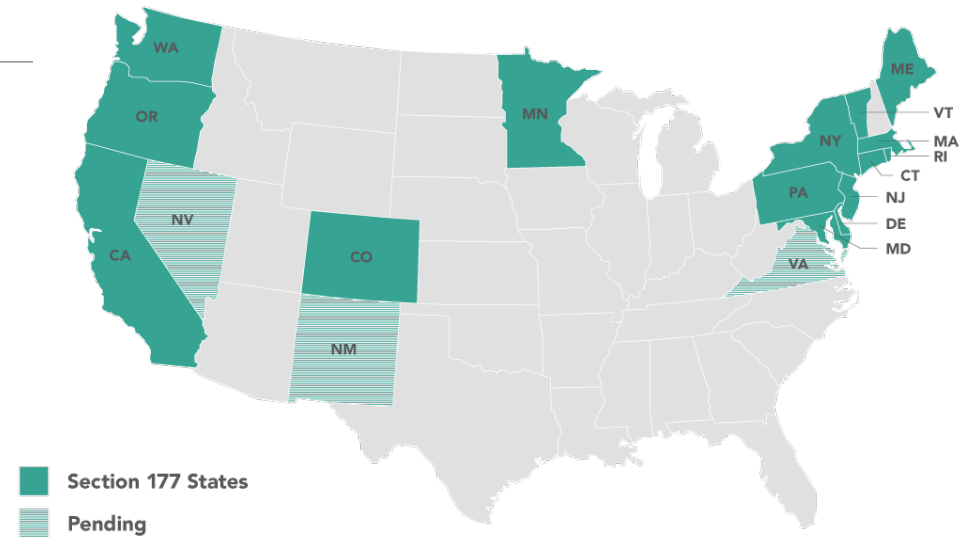 WA
ME
OR
MN
VT
NY
MA
RI
CT
PA
NJ
NV
DE
MD
CA
CO
VA
NM
Section 177 States
Pending